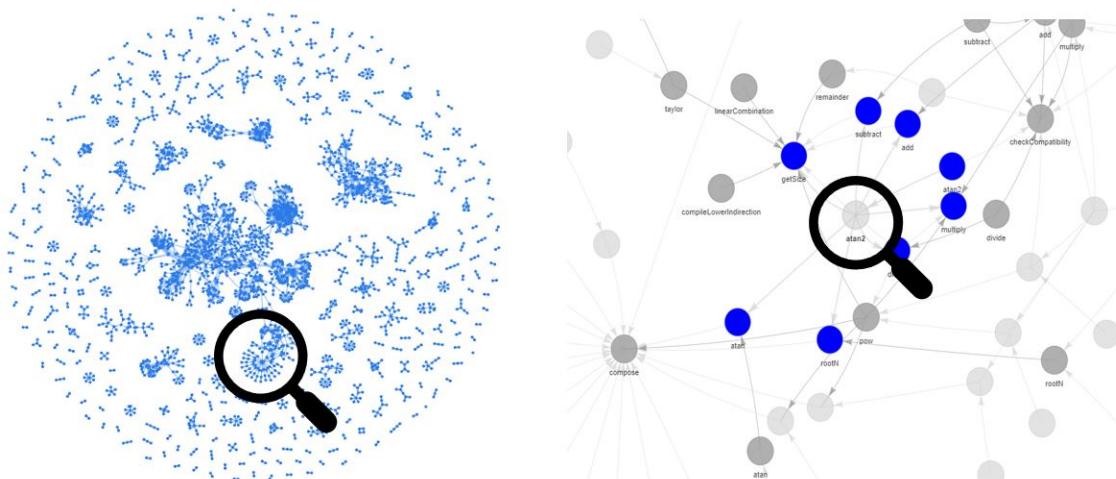 add
subtract
multiply
taylor
linearCombination
remainder
subtract
add
checkCompatibility
getSize
atan2
compileLowerIndirection
multiply
divide
atan2
atan
pow
rootN
compose
rootN
atan